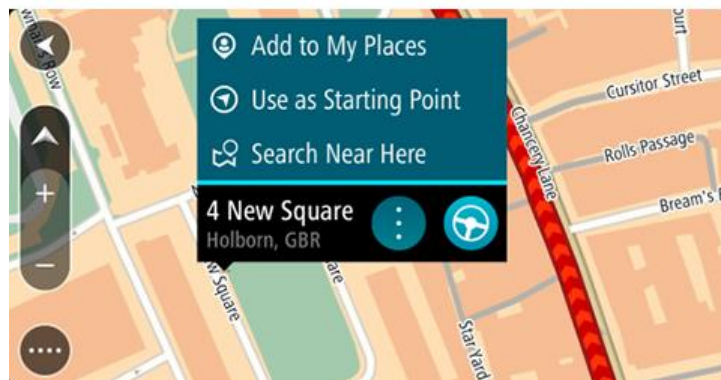 Add to My Places
Use as Starting Point
Search Near Here
4 New Square
Holborn, GBR
Row
Cursitor Street
Chancery Lane
Rolls Passage
Bream's
Star Yard